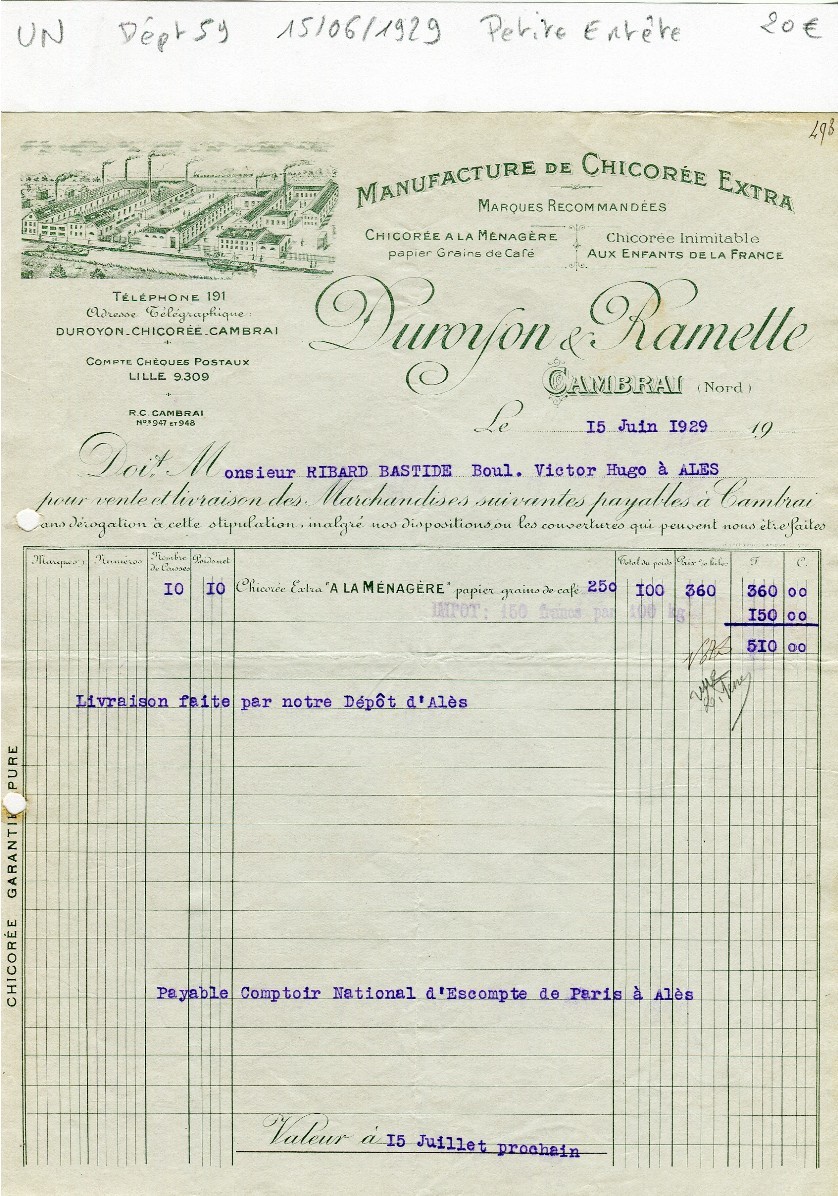 UN Dépt 59 15/06/1929 Petite Entête 20 €
498
MANUFACTURE DE CHICORÉE EXTRA
MARQUES RECOMMANDÉES
CHICORÉE A LA MÉNAGÈRE
papier Grains de Café
Chicorée Inimitable
AUX ENFANTS DE LA FRANCE
TÉLÉPHONE 191
Adresse Télégraphique:
DUROYON_CHICORÉE_CAMBRAI
COMPTE CHÈQUES POSTAUX
LILLE 9.309
R.C. CAMBRAI
Nos 947 ET 948
Duroyon & Ramette
CAMBRAI (Nord)
Le 15 Juin 1929 19
Doit Monsieur RIBARD BASTIDE Boul. Victor Hugo à ALES
pour vente et livraison des Marchandises suivantes payables à Cambrai
ans dérogation à cette stipulation, malgré nos dispositions ou les couvertures qui peuvent nous être faites
Marques Numéros Nombre de Caisses Poids net Total du poids Prix % kilos F. C.
10 10 Chicorée Extra "A LA MÉNAGÈRE" papier grains de café 250 100 360 360 00
IMPOT: 150 francs par 100 kg 150 00
510 00
Livraison faite par notre Dépôt d'Alès
CHICORÉE GARANTIE PURE
Payable Comptoir National d'Escompte de Paris à Alès
Valeur à 15 Juillet prochain